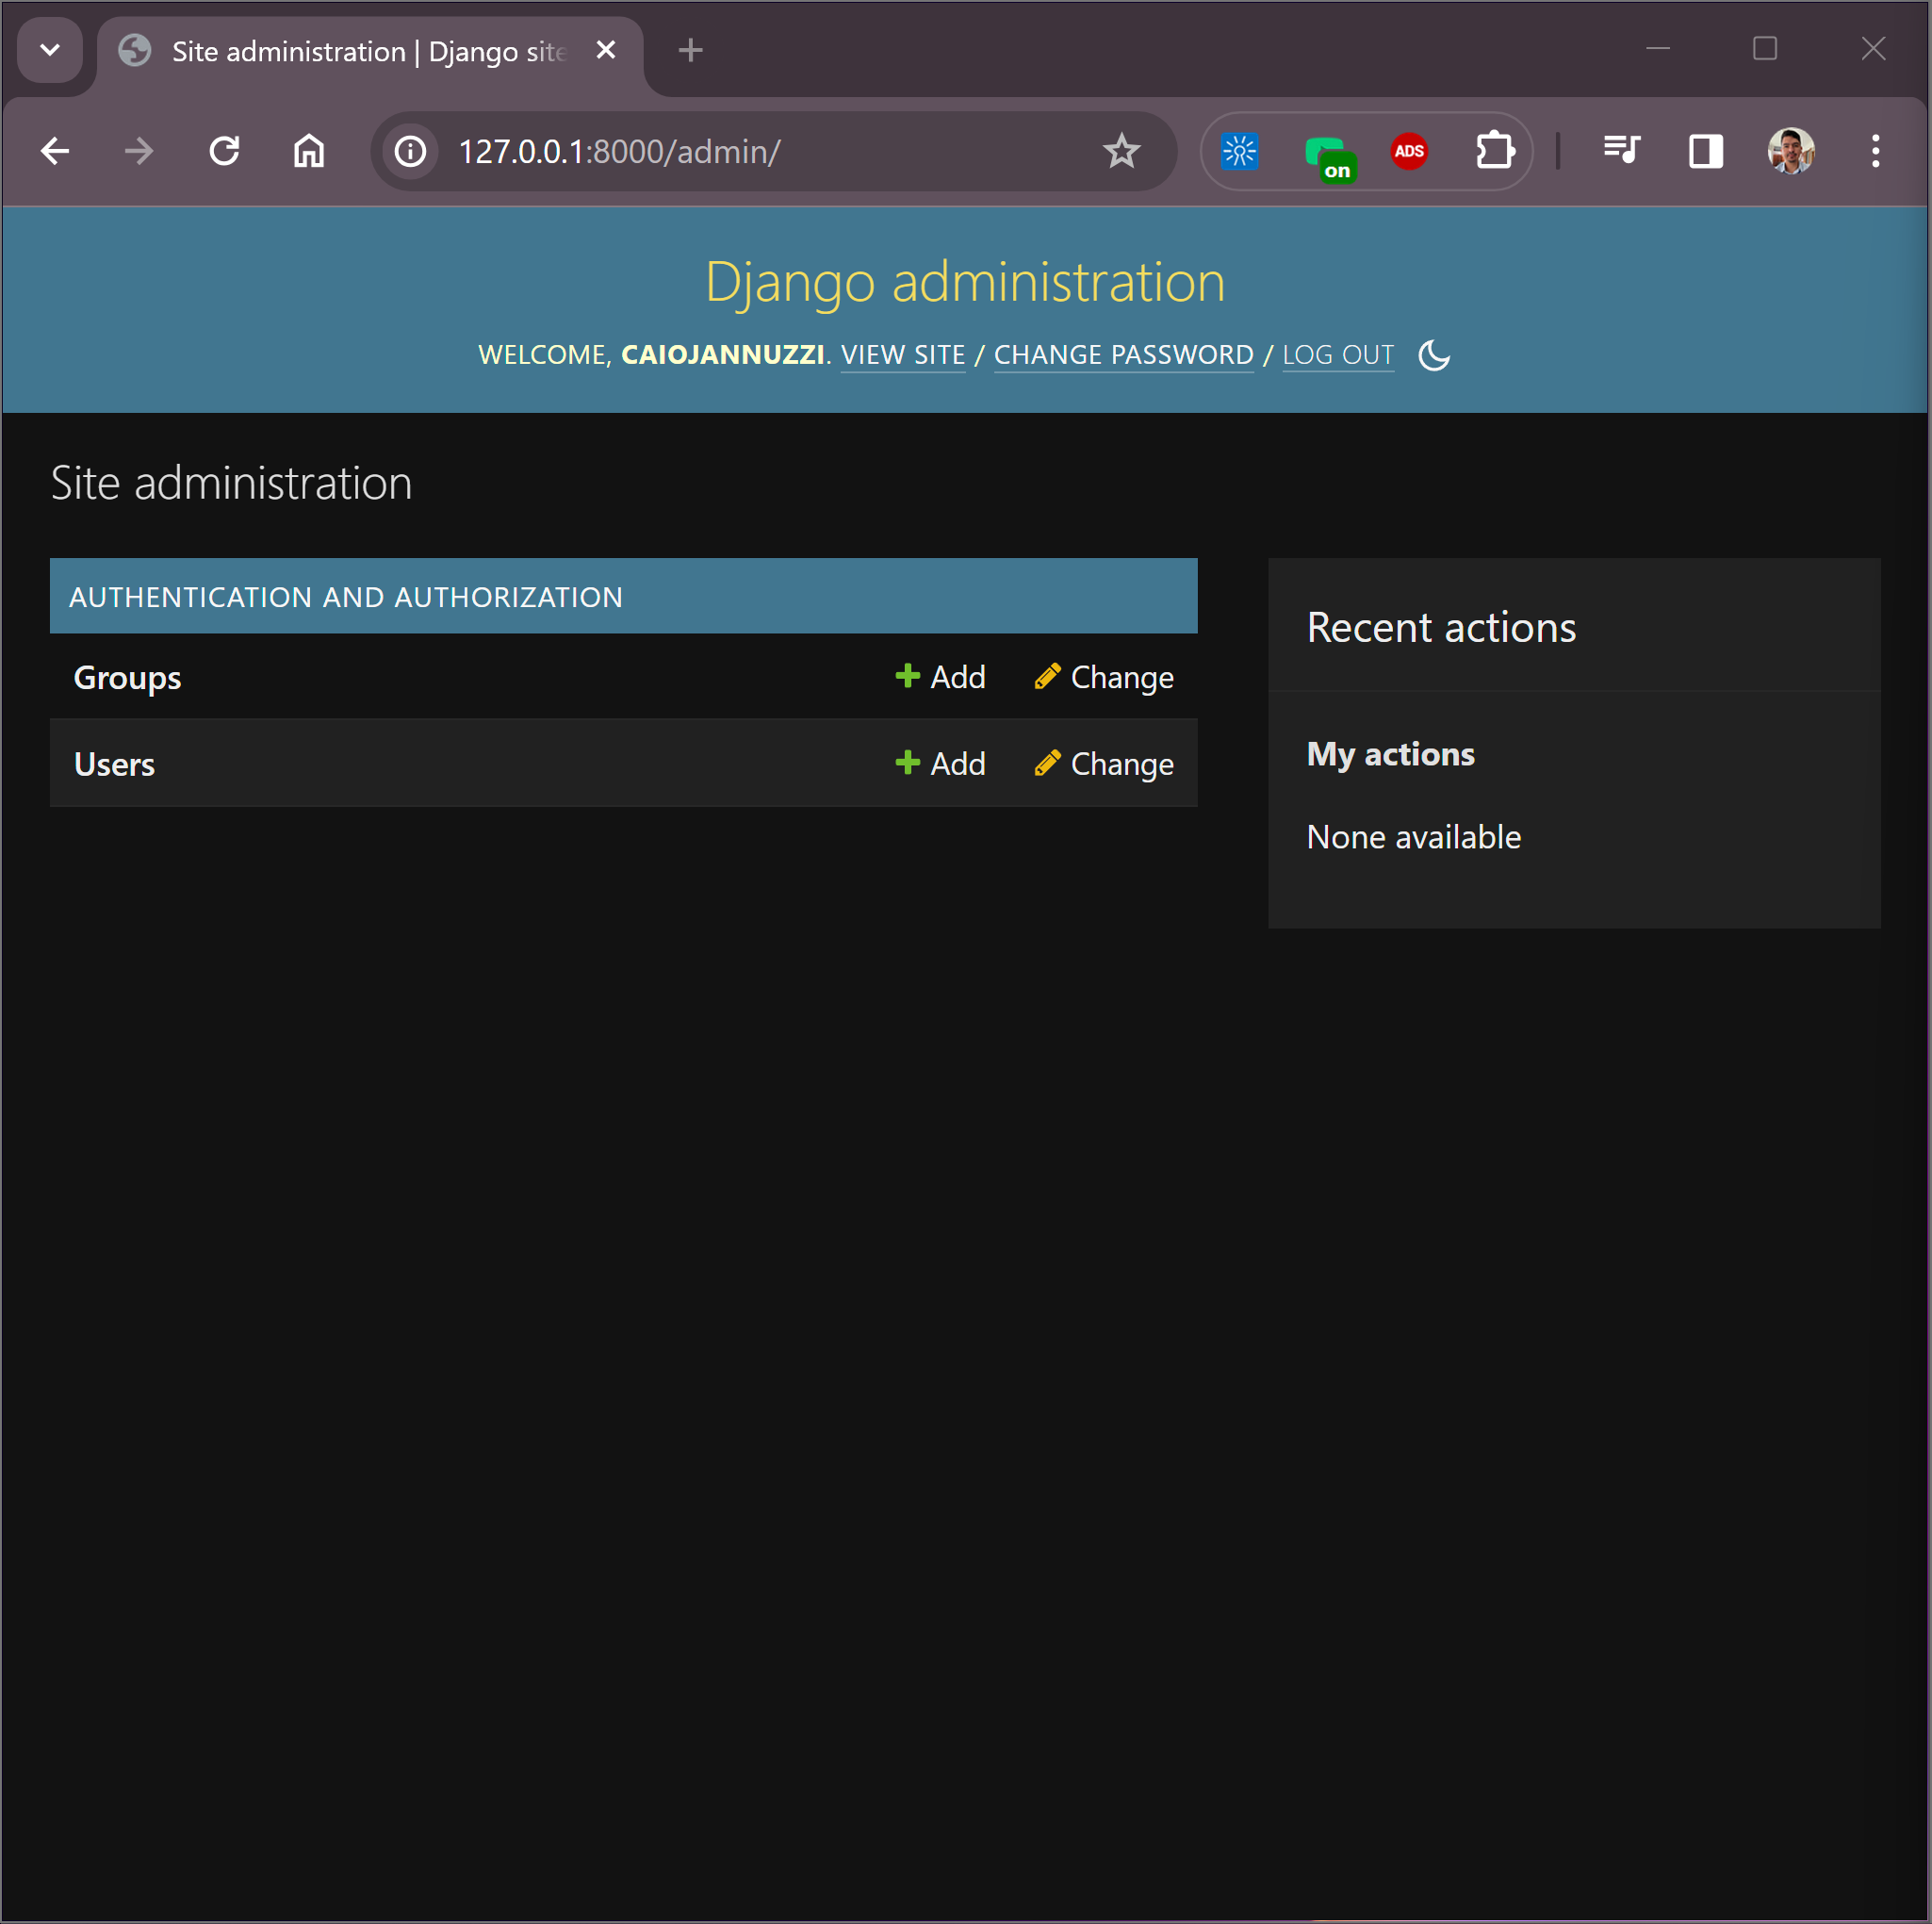 Site administration | Django site
127.0.0.1:8000/admin/
on
ADS
Django administration
WELCOME, CAIOJANNUZZI. VIEW SITE / CHANGE PASSWORD / LOG OUT
Site administration
AUTHENTICATION AND AUTHORIZATION
Groups Add Change
Users Add Change
Recent actions
My actions
None available